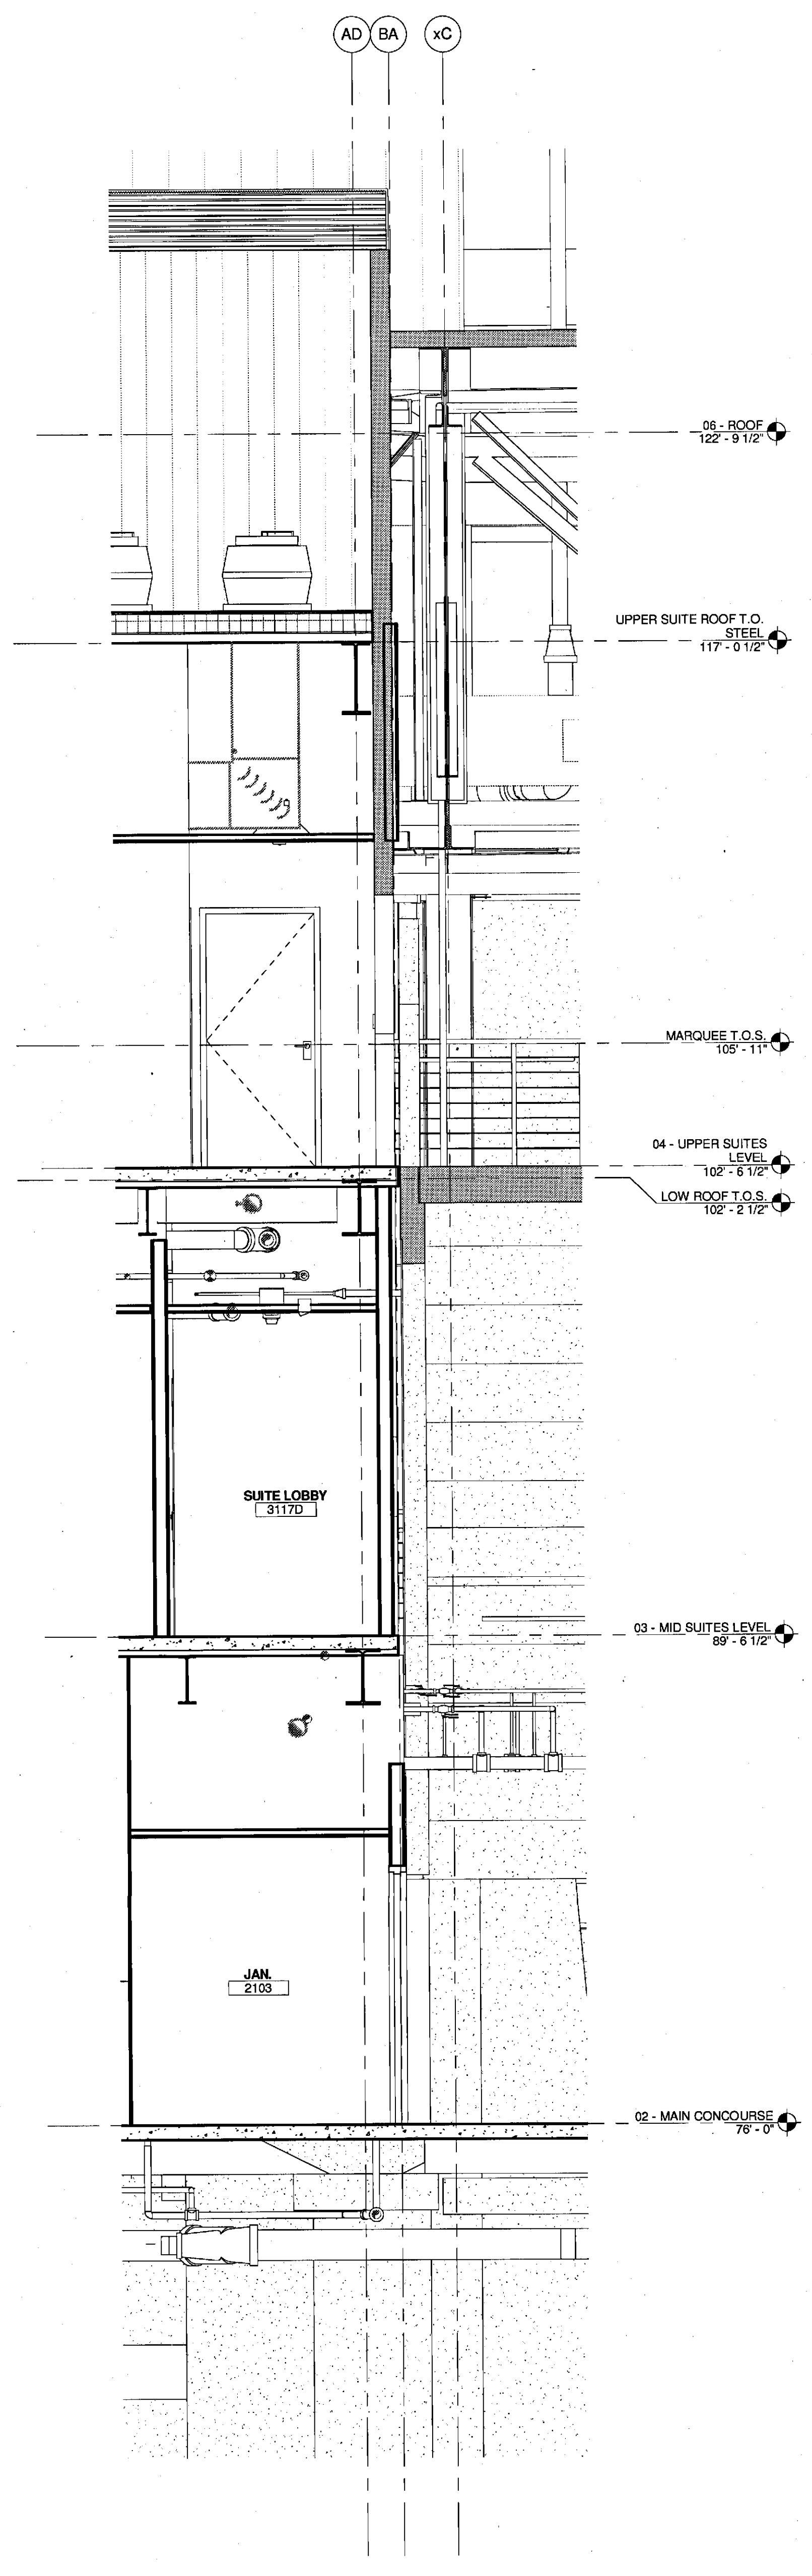 AD BA xC
06 - ROOF
122' - 9 1/2"
UPPER SUITE ROOF T.O.
STEEL
117' - 0 1/2"
MARQUEE T.O.S.
105' - 11"
04 - UPPER SUITES
LEVEL
102' - 6 1/2"
LOW ROOF T.O.S.
102' - 2 1/2"
SUITE LOBBY
3117D
03 - MID SUITES LEVEL
89' - 6 1/2"
JAN.
2103
02 - MAIN CONCOURSE
76' - 0"